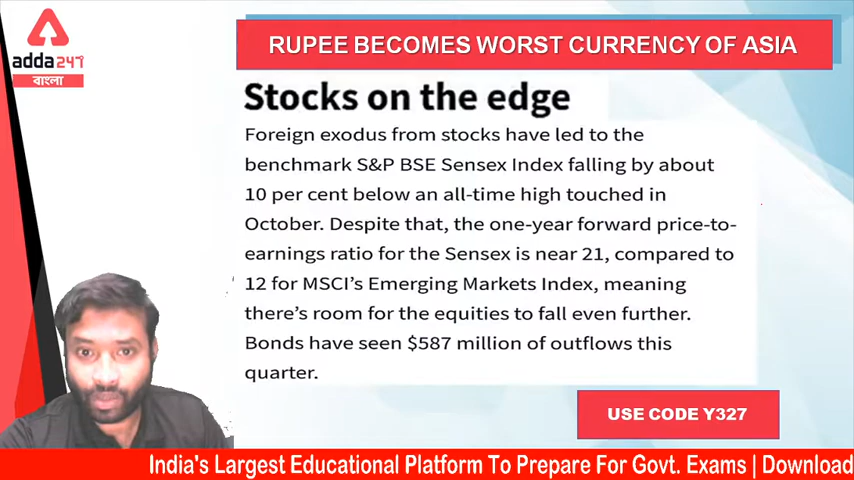 adda247
বাংলা
RUPEE BECOMES WORST CURRENCY OF ASIA
Stocks on the edge
Foreign exodus from stocks have led to the
benchmark S&P BSE Sensex Index falling by about
10 per cent below an all-time high touched in
October. Despite that, the one-year forward price-to-
earnings ratio for the Sensex is near 21, compared to
12 for MSCI's Emerging Markets Index, meaning
there's room for the equities to fall even further.
Bonds have seen $587 million of outflows this
quarter.
USE CODE Y327
India's Largest Educational Platform To Prepare For Govt. Exams | Download